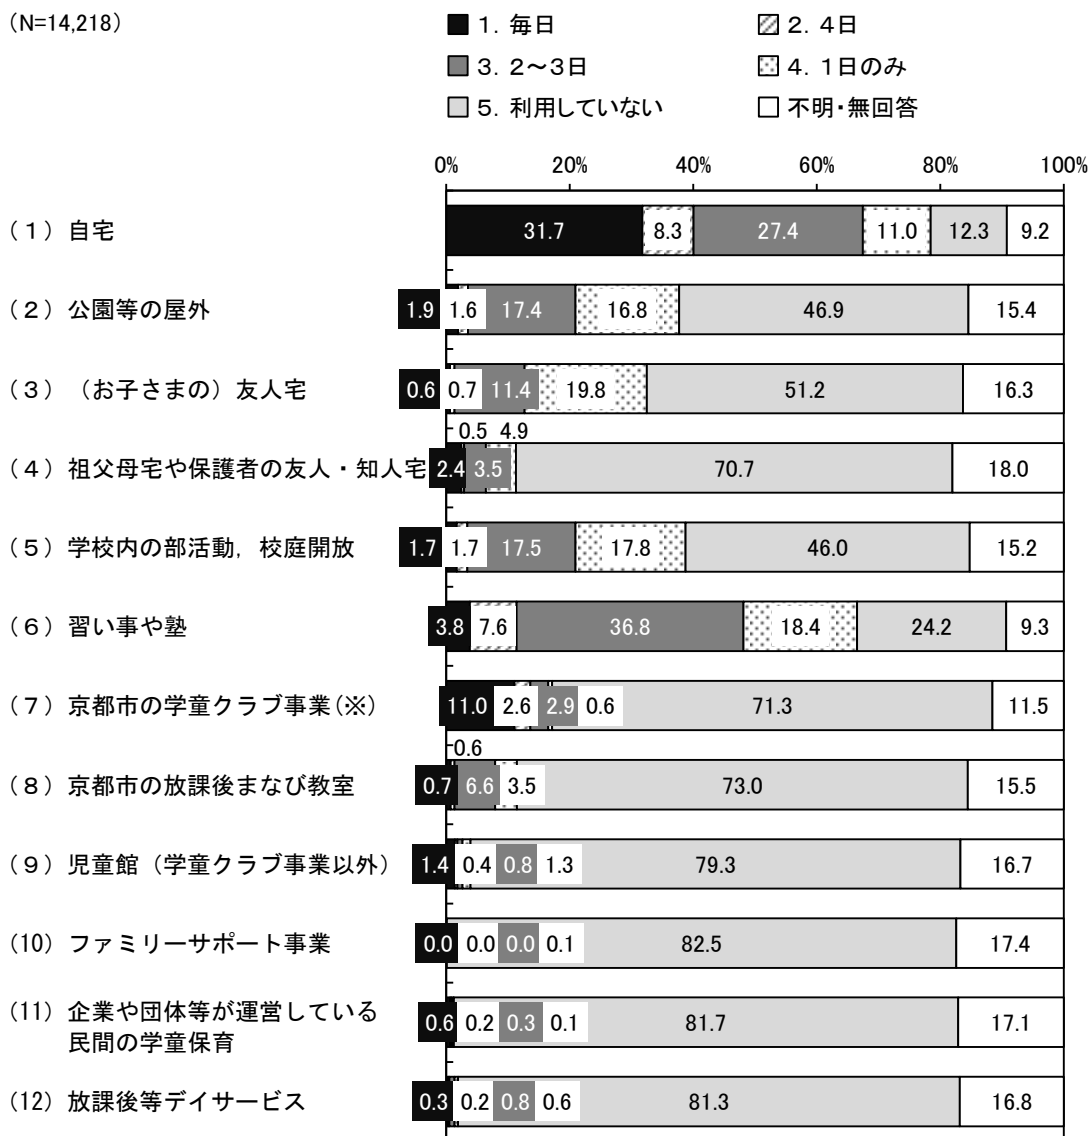 (N=14,218)
1．毎日
2．4日
3．2～3日
4．1日のみ
5．利用していない
不明・無回答
0% 20% 40% 60% 80% 100%
(１) 自宅 31.7 8.3 27.4 11.0 12.3 9.2
(２) 公園等の屋外 1.9 1.6 17.4 16.8 46.9 15.4
(３) （お子さまの）友人宅 0.6 0.7 11.4 19.8 51.2 16.3
0.5 4.9
(４) 祖父母宅や保護者の友人・知人宅 2.4 3.5 70.7 18.0
(５) 学校内の部活動，校庭開放 1.7 1.7 17.5 17.8 46.0 15.2
(６) 習い事や塾 3.8 7.6 36.8 18.4 24.2 9.3
(７) 京都市の学童クラブ事業(※) 11.0 2.6 2.9 0.6 71.3 11.5
0.6
(８) 京都市の放課後まなび教室 0.7 6.6 3.5 73.0 15.5
(９) 児童館（学童クラブ事業以外） 1.4 0.4 0.8 1.3 79.3 16.7
(10) ファミリーサポート事業 0.0 0.0 0.0 0.1 82.5 17.4
(11) 企業や団体等が運営している
民間の学童保育 0.6 0.2 0.3 0.1 81.7 17.1
(12) 放課後等デイサービス 0.3 0.2 0.8 0.6 81.3 16.8